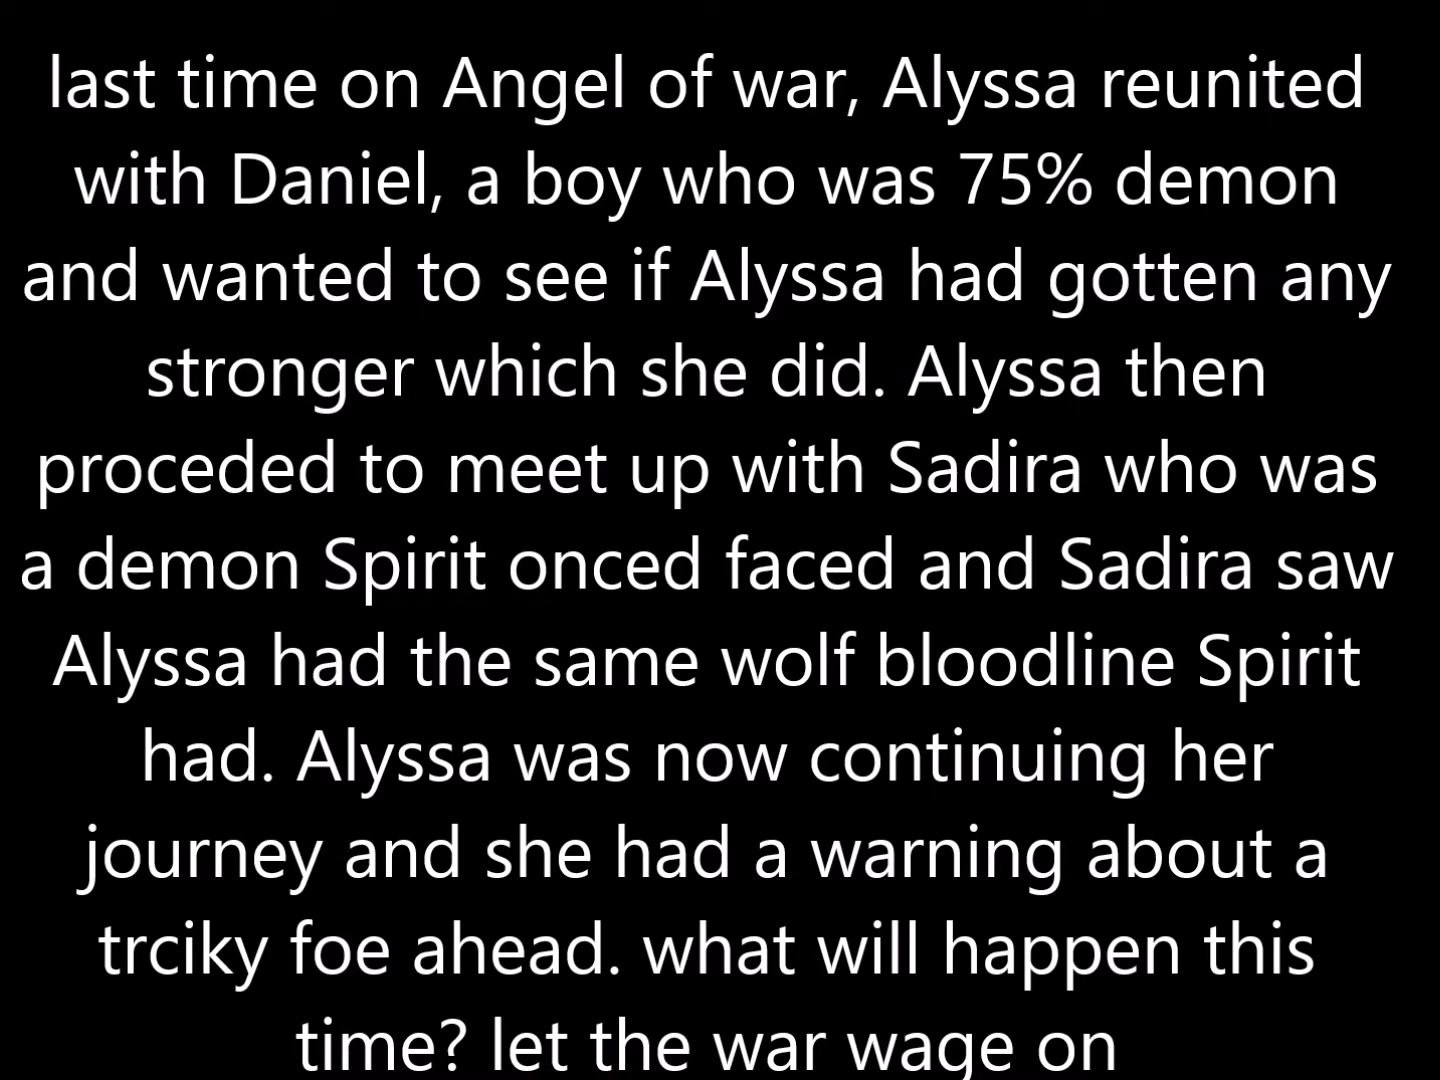 last time on Angel of war, Alyssa reunited
with Daniel, a boy who was 75% demon
and wanted to see if Alyssa had gotten any
stronger which she did. Alyssa then
proceded to meet up with Sadira who was
a demon Spirit onced faced and Sadira saw
Alyssa had the same wolf bloodline Spirit
had. Alyssa was now continuing her
journey and she had a warning about a
trciky foe ahead. what will happen this
time? let the war wage on